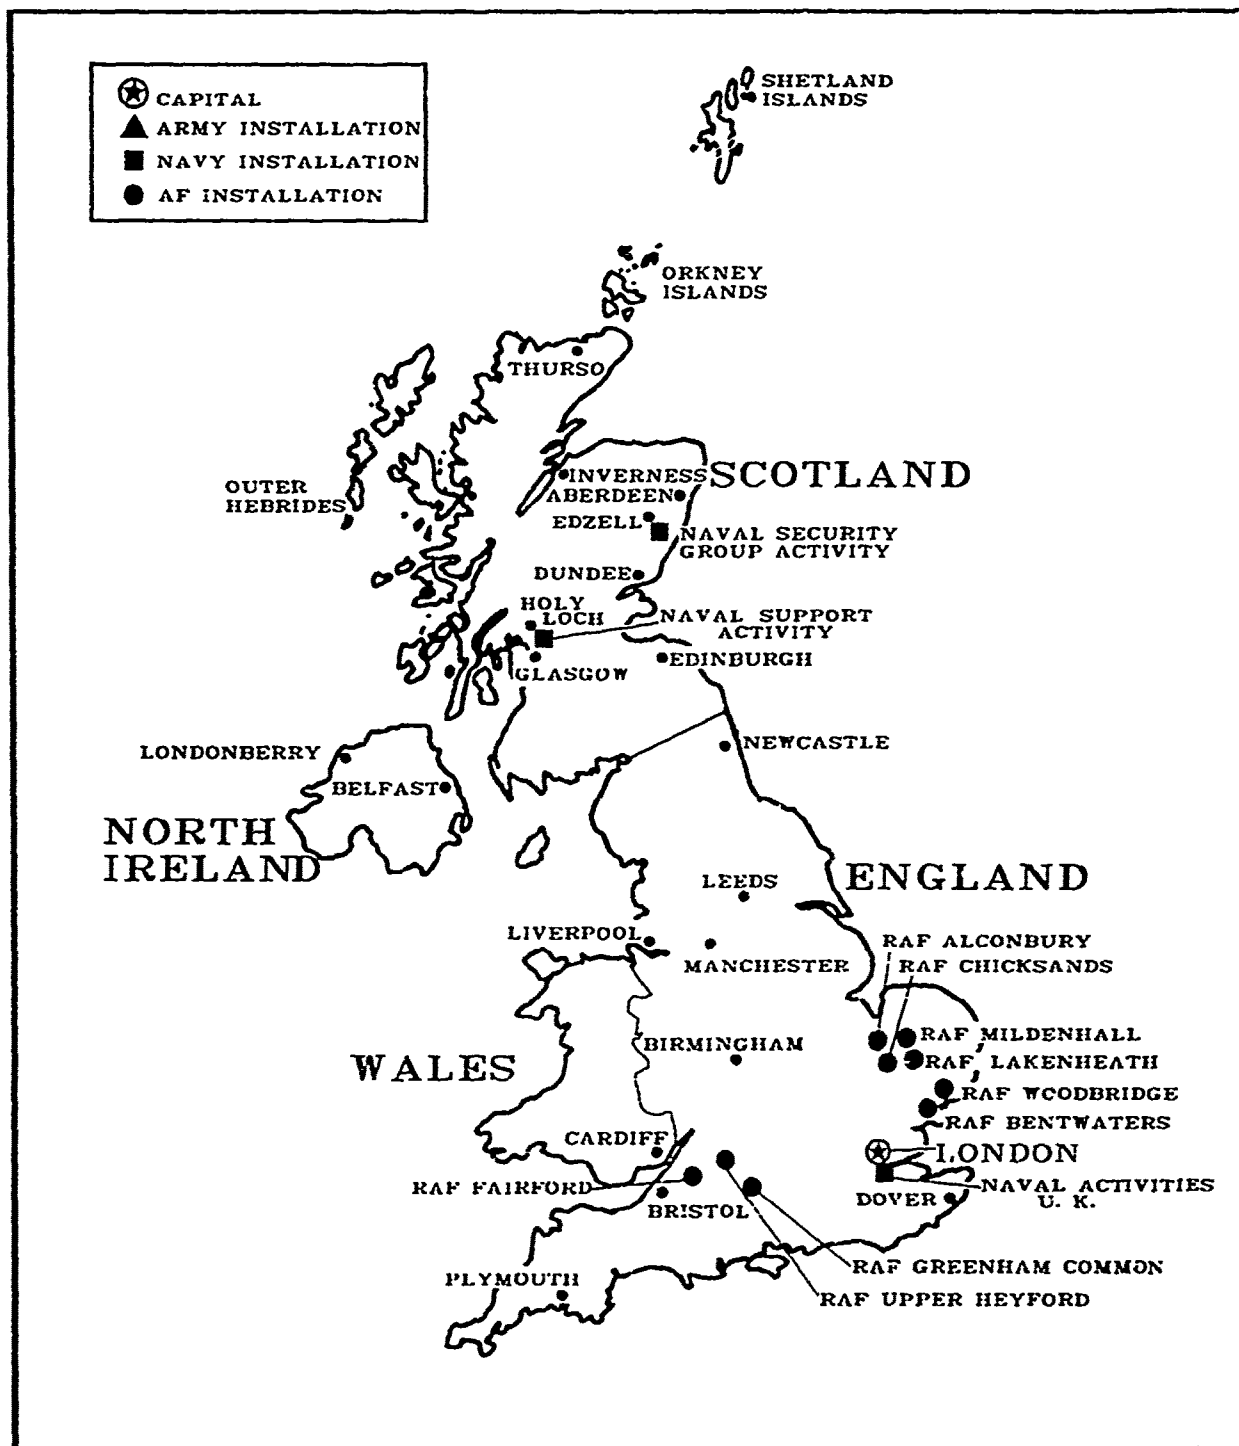 CAPITAL
ARMY INSTALLATION
NAVY INSTALLATION
AF INSTALLATION
SHETLAND
ISLANDS
ORKNEY
ISLANDS
THURSO
OUTER
HEBRIDES
INVERNESS
SCOTLAND
ABERDEEN
EDZELL
NAVAL SECURITY
GROUP ACTIVITY
DUNDEE
HOLY
LOCH
NAVAL SUPPORT
ACTIVITY
EDINBURGH
GLASGOW
LONDONBERRY
NEWCASTLE
BELFAST
NORTH
IRELAND
LEEDS
ENGLAND
LIVERPOOL
MANCHESTER
RAF ALCONBURY
RAF CHICKSANDS
RAF MILDENHALL
BIRMINGHAM
RAF LAKENHEATH
WALES
RAF WOODBRIDGE
RAF BENTWATERS
CARDIFF
LONDON
RAF FAIRFORD
BRISTOL
DOVER
NAVAL ACTIVITIES
U. K.
RAF GREENHAM COMMON
PLYMOUTH
RAF UPPER HEYFORD